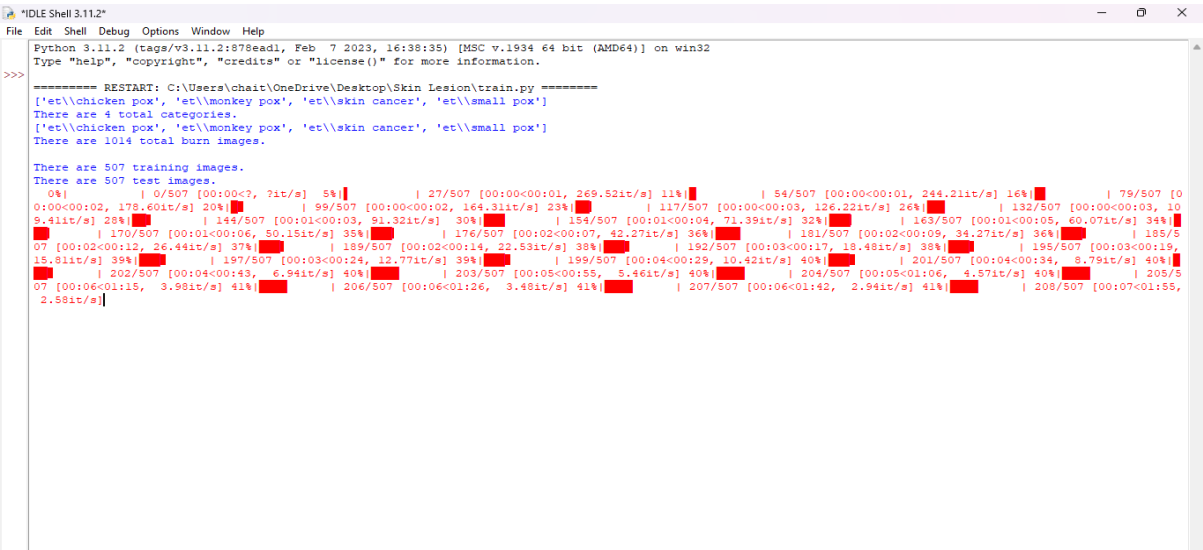 *IDLE Shell 3.11.2*
File Edit Shell Debug Options Window Help
Python 3.11.2 (tags/v3.11.2:878ead1, Feb  7 2023, 16:38:35) [MSC v.1934 64 bit (AMD64)] on win32
Type "help", "copyright", "credits" or "license()" for more information.
>>>
========= RESTART: C:\Users\chait\OneDrive\Desktop\Skin Lesion\train.py ========
['et\\chicken pox', 'et\\monkey pox', 'et\\skin cancer', 'et\\small pox']
There are 4 total categories.
['et\\chicken pox', 'et\\monkey pox', 'et\\skin cancer', 'et\\small pox']
There are 1014 total burn images.
There are 507 training images.
There are 507 test images.
0%| | 0/507 [00:00<?, ?it/s] 5%| | 27/507 [00:00<00:01, 269.52it/s] 11%| | 54/507 [00:00<00:01, 244.21it/s] 16%| | 79/507 [0
0:00<00:02, 178.60it/s] 20%| | 99/507 [00:00<00:02, 164.31it/s] 23%| | 117/507 [00:00<00:03, 126.22it/s] 26%| | 132/507 [00:00<00:03, 10
9.41it/s] 28%| | 144/507 [00:01<00:03, 91.32it/s] 30%| | 154/507 [00:01<00:04, 71.39it/s] 32%| | 163/507 [00:01<00:05, 60.07it/s] 34%|
| 170/507 [00:01<00:06, 50.15it/s] 35%| | 176/507 [00:02<00:07, 42.27it/s] 36%| | 181/507 [00:02<00:09, 34.27it/s] 36%| | 185/5
07 [00:02<00:12, 26.44it/s] 37%| | 189/507 [00:02<00:14, 22.53it/s] 38%| | 192/507 [00:03<00:17, 18.48it/s] 38%| | 195/507 [00:03<00:19,
15.81it/s] 39%| | 197/507 [00:03<00:24, 12.77it/s] 39%| | 199/507 [00:04<00:29, 10.42it/s] 40%| | 201/507 [00:04<00:34, 8.79it/s] 40%|
| 202/507 [00:04<00:43, 6.94it/s] 40%| | 203/507 [00:05<00:55, 5.46it/s] 40%| | 204/507 [00:05<01:06, 4.57it/s] 40%| | 205/5
07 [00:06<01:15, 3.98it/s] 41%| | 206/507 [00:06<01:26, 3.48it/s] 41%| | 207/507 [00:06<01:42, 2.94it/s] 41%| | 208/507 [00:07<01:55,
2.58it/s]